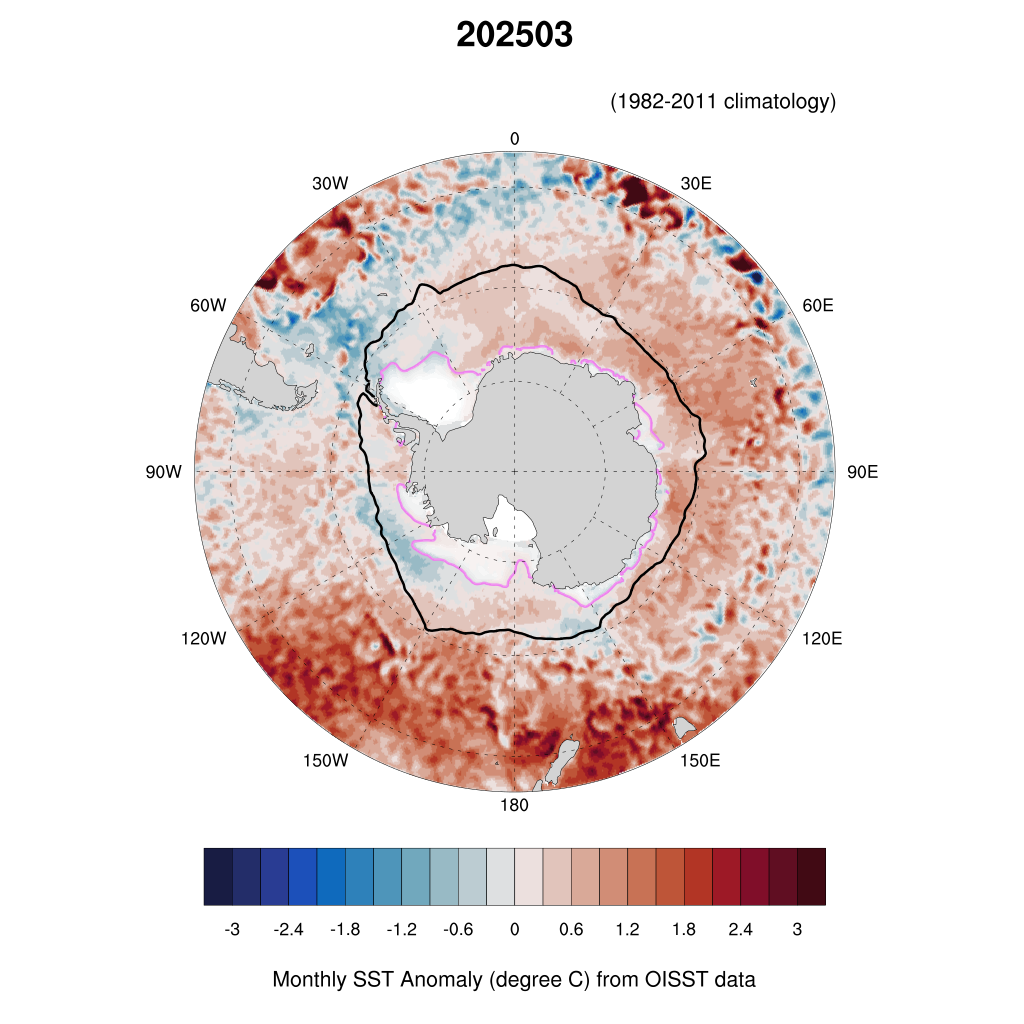 202503
(1982-2011 climatology)
0
30W
30E
60W
60E
90W
90E
120W
120E
150W
150E
180
-3 -2.4 -1.8 -1.2 -0.6 0 0.6 1.2 1.8 2.4 3
Monthly SST Anomaly (degree C) from OISST data